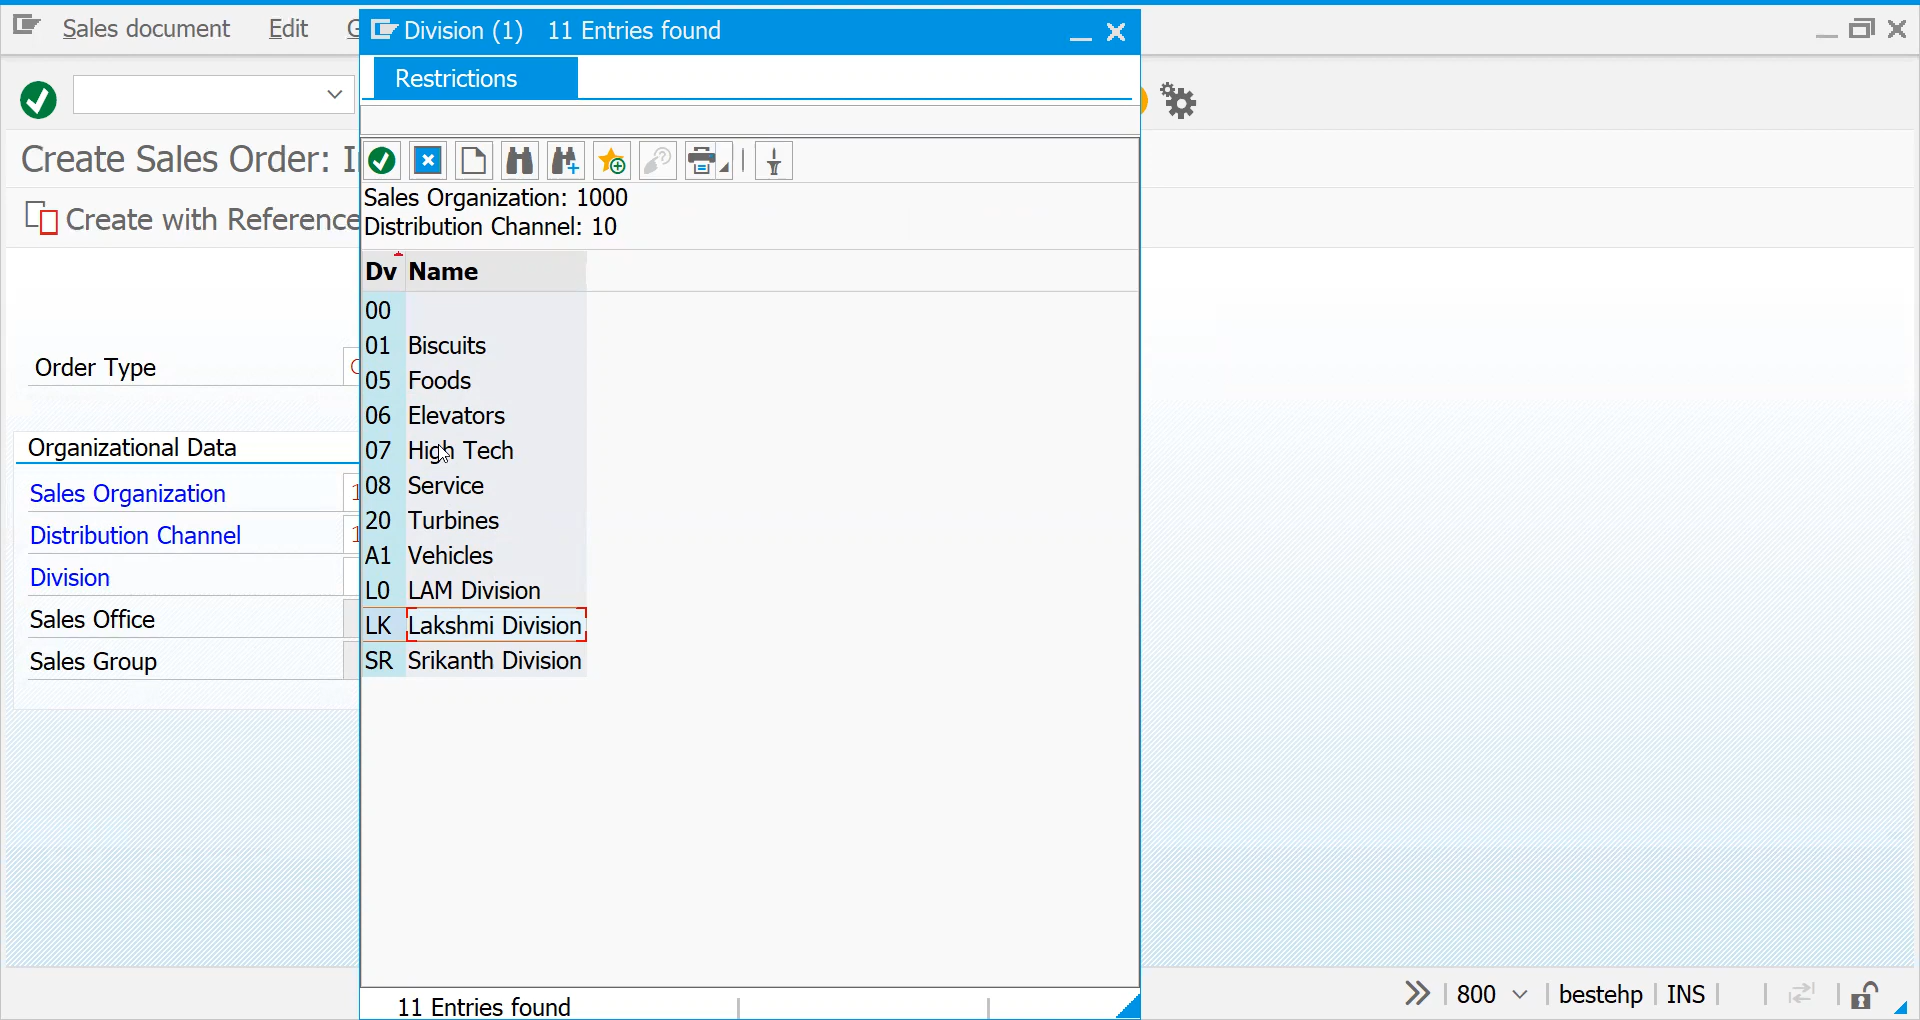 Sales document Edit
Division (1) 11 Entries found
Restrictions
Create Sales Order:
Create with Reference
Sales Organization: 1000
Distribution Channel: 10
Dv Name
00
01 Biscuits
05 Foods
06 Elevators
07 High Tech
08 Service
20 Turbines
A1 Vehicles
L0 LAM Division
LK Lakshmi Division
SR Srikanth Division
Order Type
Organizational Data
Sales Organization
Distribution Channel
Division
Sales Office
Sales Group
11 Entries found
800 bestehp INS